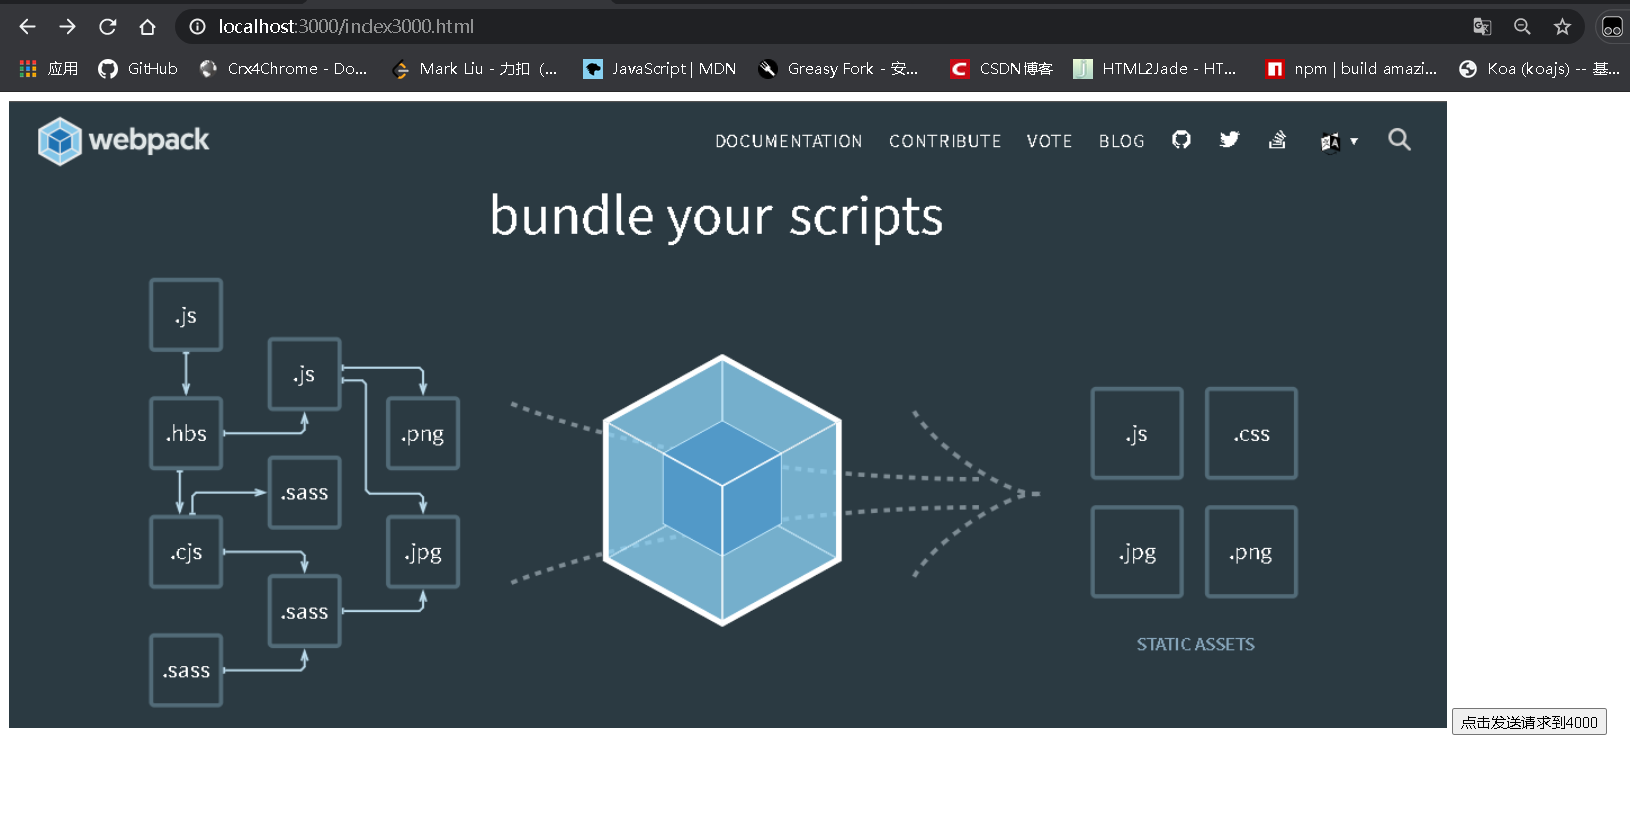 localhost:3000/index3000.html
应用 GitHub Crx4Chrome - Do... Mark Liu - 力扣 (... JavaScript | MDN Greasy Fork - 安... CSDN博客 HTML2Jade - HT... npm | build amazi... Koa (koajs) -- 基...
webpack DOCUMENTATION CONTRIBUTE VOTE BLOG
bundle your scripts
.js
.js
.hbs .png .js .css
.sass
.cjs .jpg .jpg .png
.sass
STATIC ASSETS
.sass
点击发送请求到4000